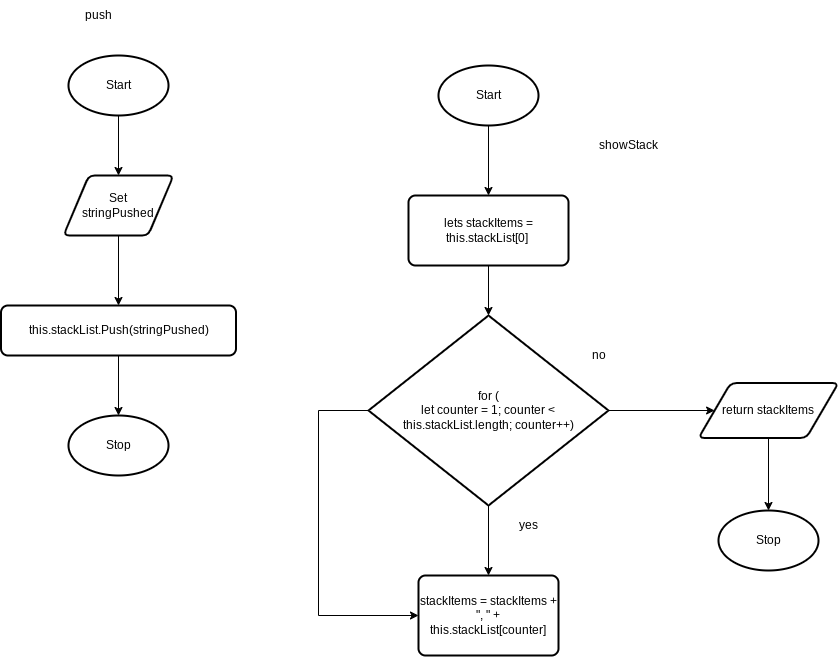 push
Start
Set
stringPushed
this.stackList.Push(stringPushed)
Stop
Start
showStack
lets stackItems =
this.stackList[0]
for (
let counter = 1; counter <
this.stackList.length; counter++)
no
return stackItems
yes
Stop
stackItems = stackItems +
", " +
this.stackList[counter]